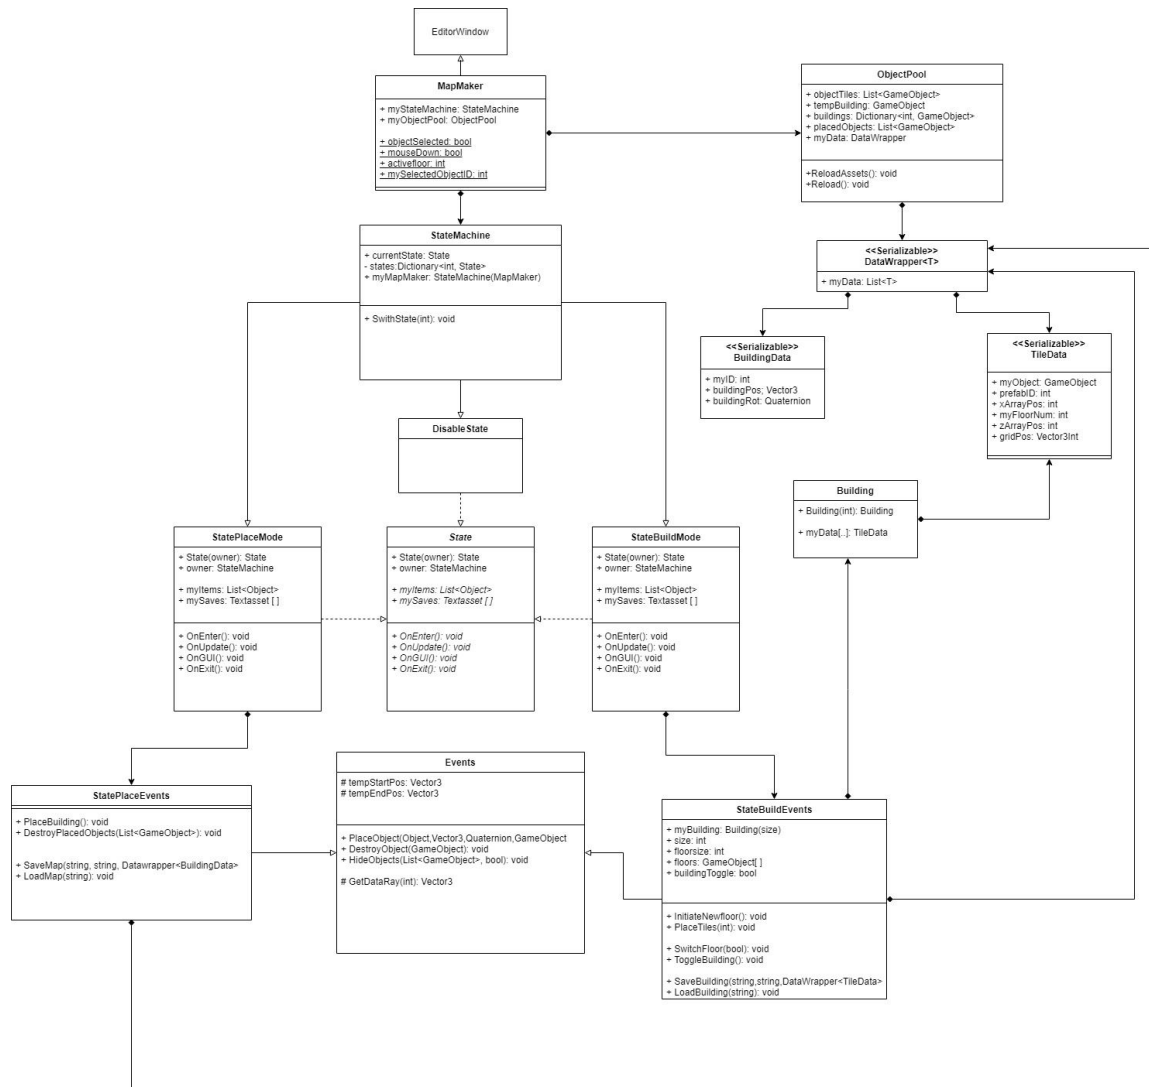 EditorWindow
MapMaker
+ myStateMachine: StateMachine
+ myObjectPool: ObjectPool
+ objectSelected: bool
+ mouseDown: bool
+ activefloor: int
+ mySelectedObjectID: int
ObjectPool
+ objectTiles: List<GameObject>
+ tempBuilding: GameObject
+ buildings: Dictionary<int, GameObject>
+ placedObjects: List<GameObject>
+ myData: DataWrapper
+ReloadAssets(): void
+Reload(): void
StateMachine
+ currentState: State
- states:Dictionary<int, State>
+ myMapMaker: StateMachine(MapMaker)
+ SwithState(int): void
<<Serializable>>
DataWrapper<T>
+ myData: List<T>
<<Serializable>>
BuildingData
+ myID: int
+ buildingPos; Vector3
+ buildingRot: Quaternion
<<Serializable>>
TileData
+ myObject: GameObject
+ prefabID: int
+ xArrayPos: int
+ myFloorNum: int
+ zArrayPos: int
+ gridPos: Vector3Int
DisableState
Building
+ Building(int): Building
+ myData[..]: TileData
StatePlaceMode
+ State(owner): State
+ owner: StateMachine
+ myItems: List<Object>
+ mySaves: Textasset [ ]
+ OnEnter(): void
+ OnUpdate(): void
+ OnGUI(): void
+ OnExit(): void
State
+ State(owner): State
+ owner: StateMachine
+ myItems: List<Object>
+ mySaves: Textasset [ ]
+ OnEnter(): void
+ OnUpdate(): void
+ OnGUI(): void
+ OnExit(): void
StateBuildMode
+ State(owner): State
+ owner: StateMachine
+ myItems: List<Object>
+ mySaves: Textasset [ ]
+ OnEnter(): void
+ OnUpdate(): void
+ OnGUI(): void
+ OnExit(): void
StatePlaceEvents
+ PlaceBuilding(): void
+ DestroyPlacedObjects(List<GameObject>): void
+ SaveMap(string, string, Datawrapper<BuildingData>
+ LoadMap(string): void
Events
# tempStartPos: Vector3
# tempEndPos: Vector3
+ PlaceObject(Object,Vector3,Quaternion,GameObject
+ DestroyObject(GameObject): void
+ HideObjects(List<GameObject>, bool): void
# GetDataRay(int): Vector3
StateBuildEvents
+ myBuilding: Building(size)
+ size: int
+ floorsize: int
+ floors: GameObject[ ]
+ buildingToggle: bool
+ InitiateNewfloor(): void
+ PlaceTiles(int): void
+ SwitchFloor(bool): void
+ ToggleBuilding(): void
+ SaveBuilding(string,string,DataWrapper<TileData>
+ LoadBuilding(string): void